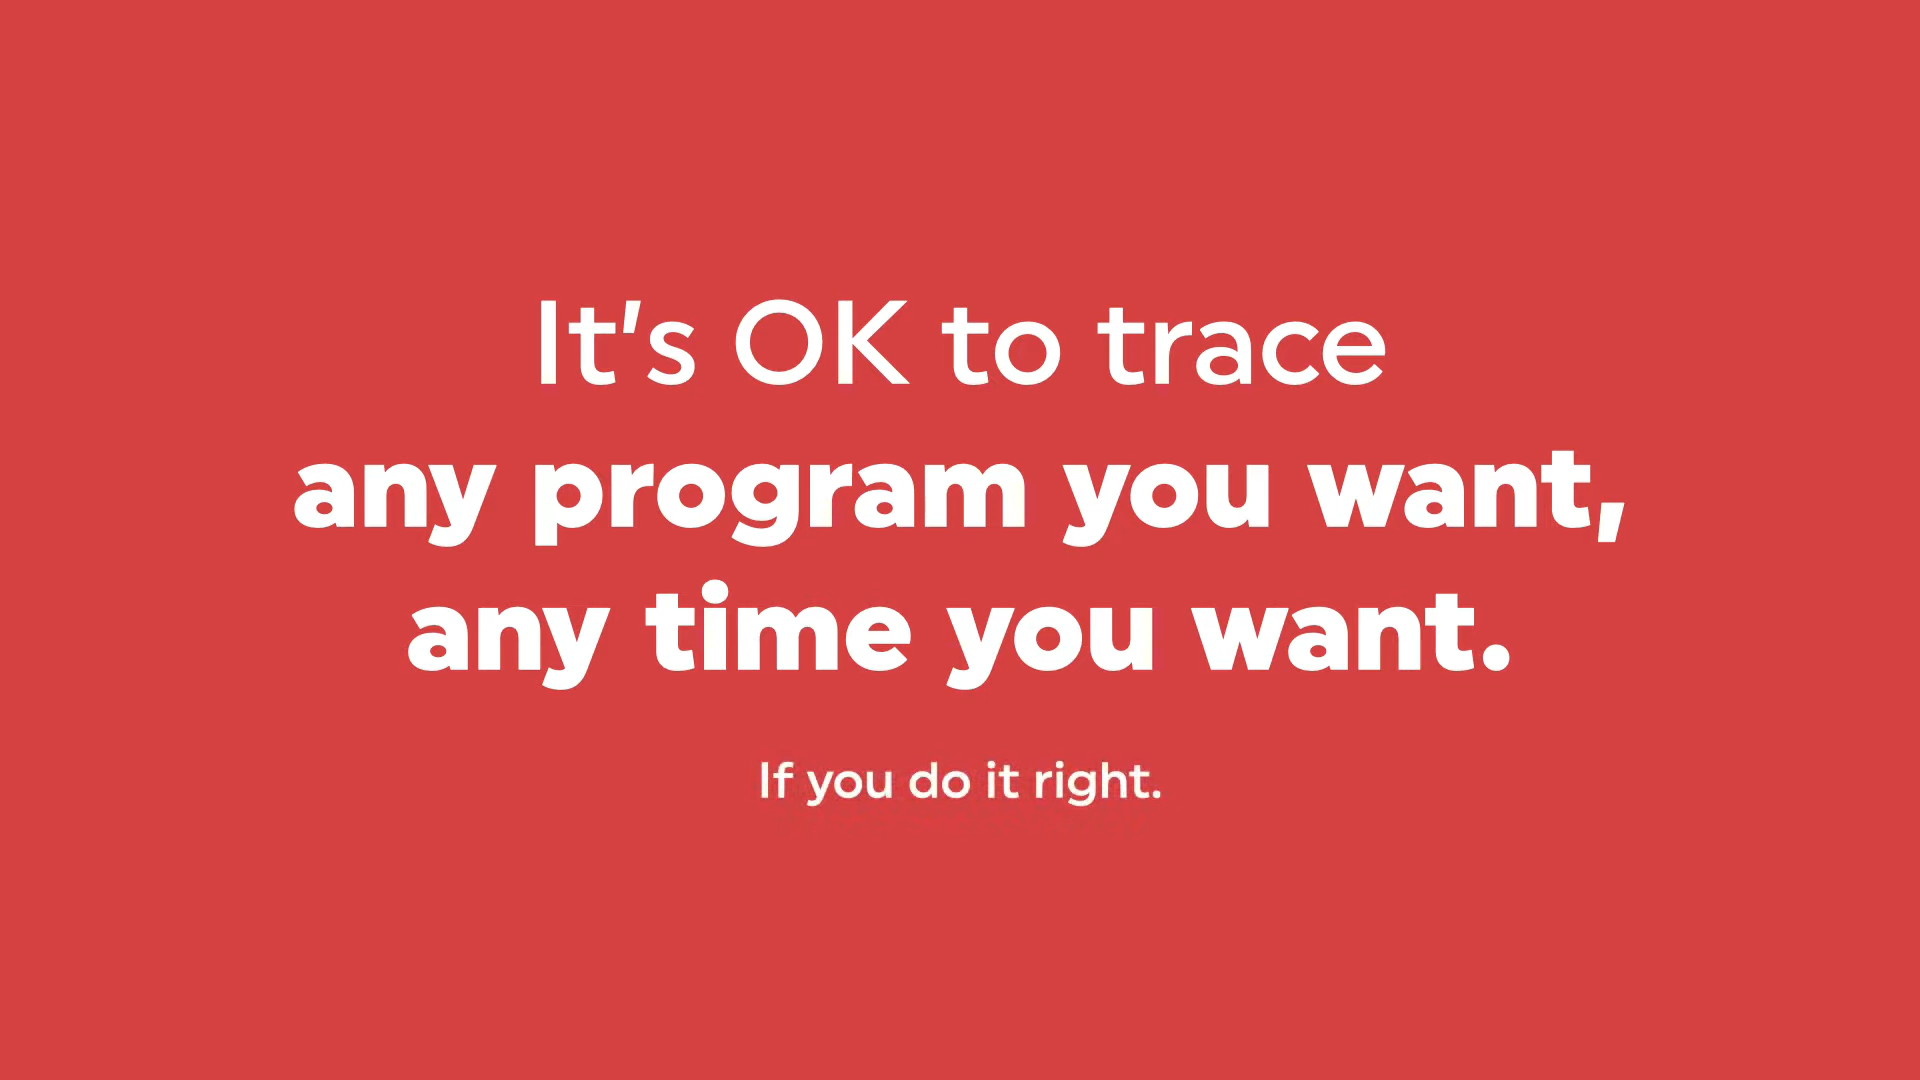 It's OK to trace
any program you want,
any time you want.
If you do it right.